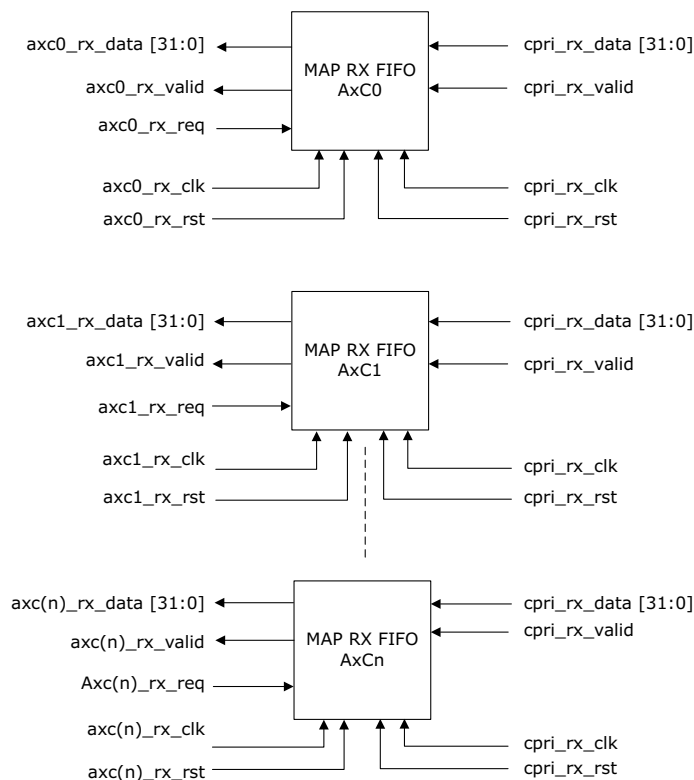 axc0_rx_data [31:0]
axc0_rx_valid
axc0_rx_req
axc0_rx_clk
axc0_rx_rst
MAP RX FIFO
AxC0
cpri_rx_data [31:0]
cpri_rx_valid
cpri_rx_clk
cpri_rx_rst
axc1_rx_data [31:0]
axc1_rx_valid
axc1_rx_req
axc1_rx_clk
axc1_rx_rst
MAP RX FIFO
AxC1
cpri_rx_data [31:0]
cpri_rx_valid
cpri_rx_clk
cpri_rx_rst
axc(n)_rx_data [31:0]
axc(n)_rx_valid
Axc(n)_rx_req
axc(n)_rx_clk
axc(n)_rx_rst
MAP RX FIFO
AxCn
cpri_rx_data [31:0]
cpri_rx_valid
cpri_rx_clk
cpri_rx_rst